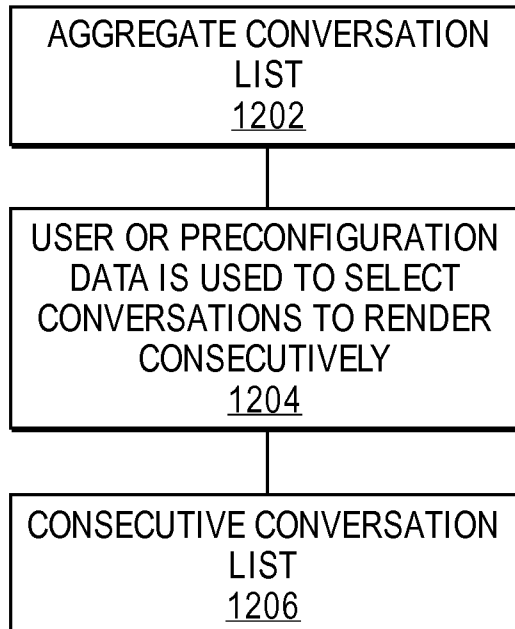 AGGREGATE CONVERSATION
LIST
1202
USER OR PRECONFIGURATION
DATA IS USED TO SELECT
CONVERSATIONS TO RENDER
CONSECUTIVELY
1204
CONSECUTIVE CONVERSATION
LIST
1206